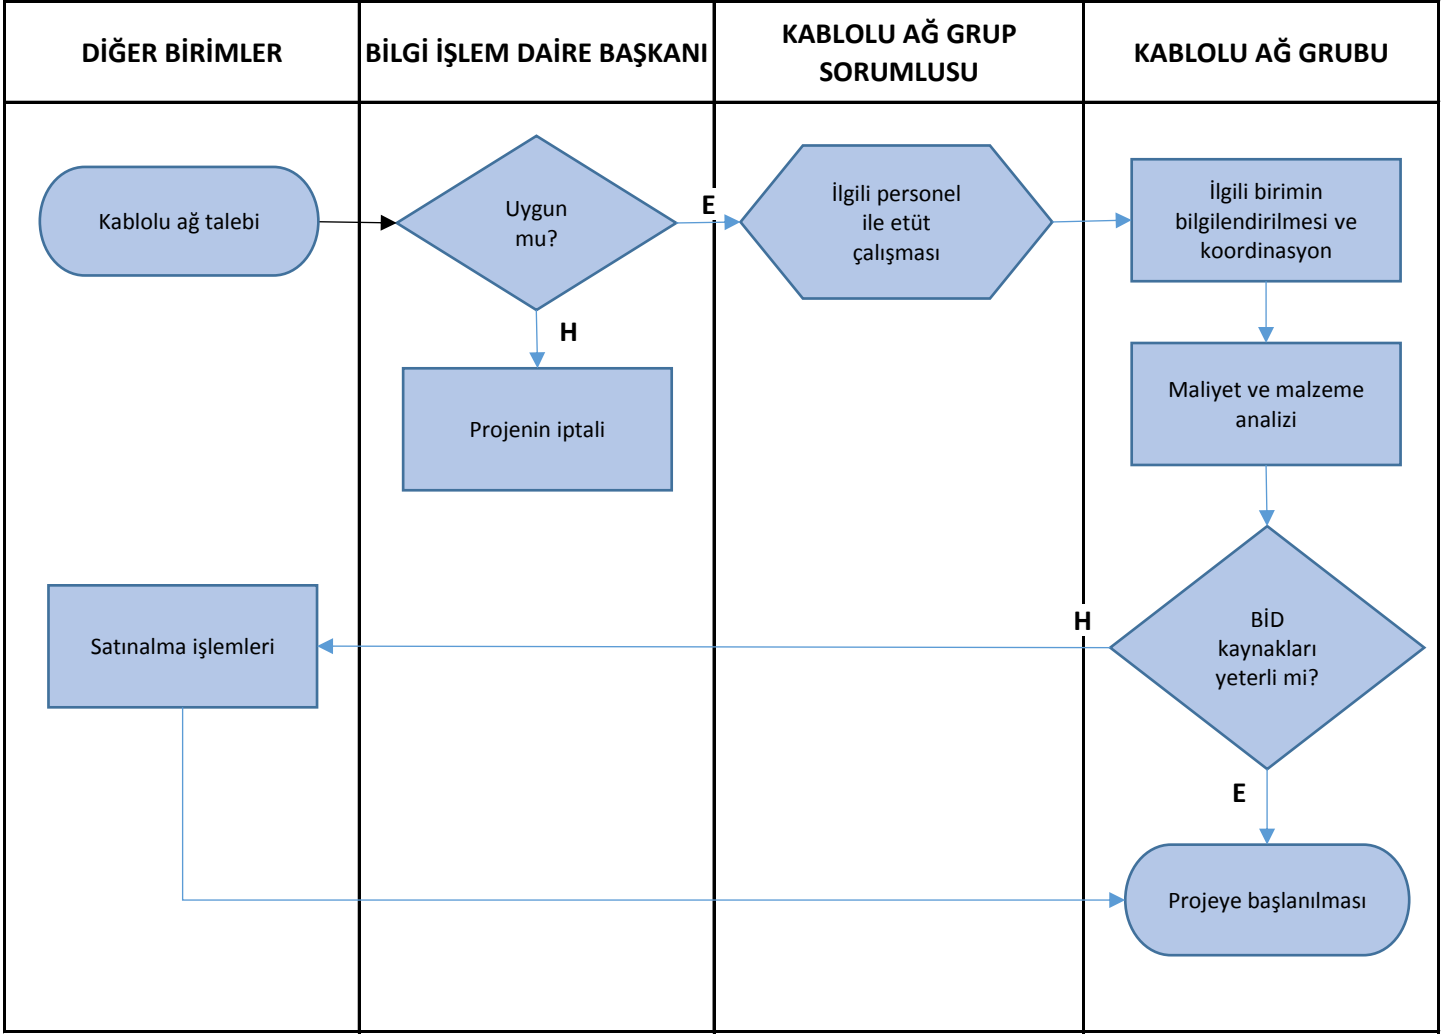 DİĞER BİRİMLER
BİLGİ İŞLEM DAİRE BAŞKANI
KABLOLU AĞ GRUP
SORUMLUSU
KABLOLU AĞ GRUBU
Kablolu ağ talebi
Uygun
mu?
E
İlgili personel
ile etüt
çalışması
İlgili birimin
bilgilendirilmesi ve
koordinasyon
H
Projenin iptali
Maliyet ve malzeme
analizi
Satınalma işlemleri
H
BİD
kaynakları
yeterli mi?
E
Projeye başlanılması